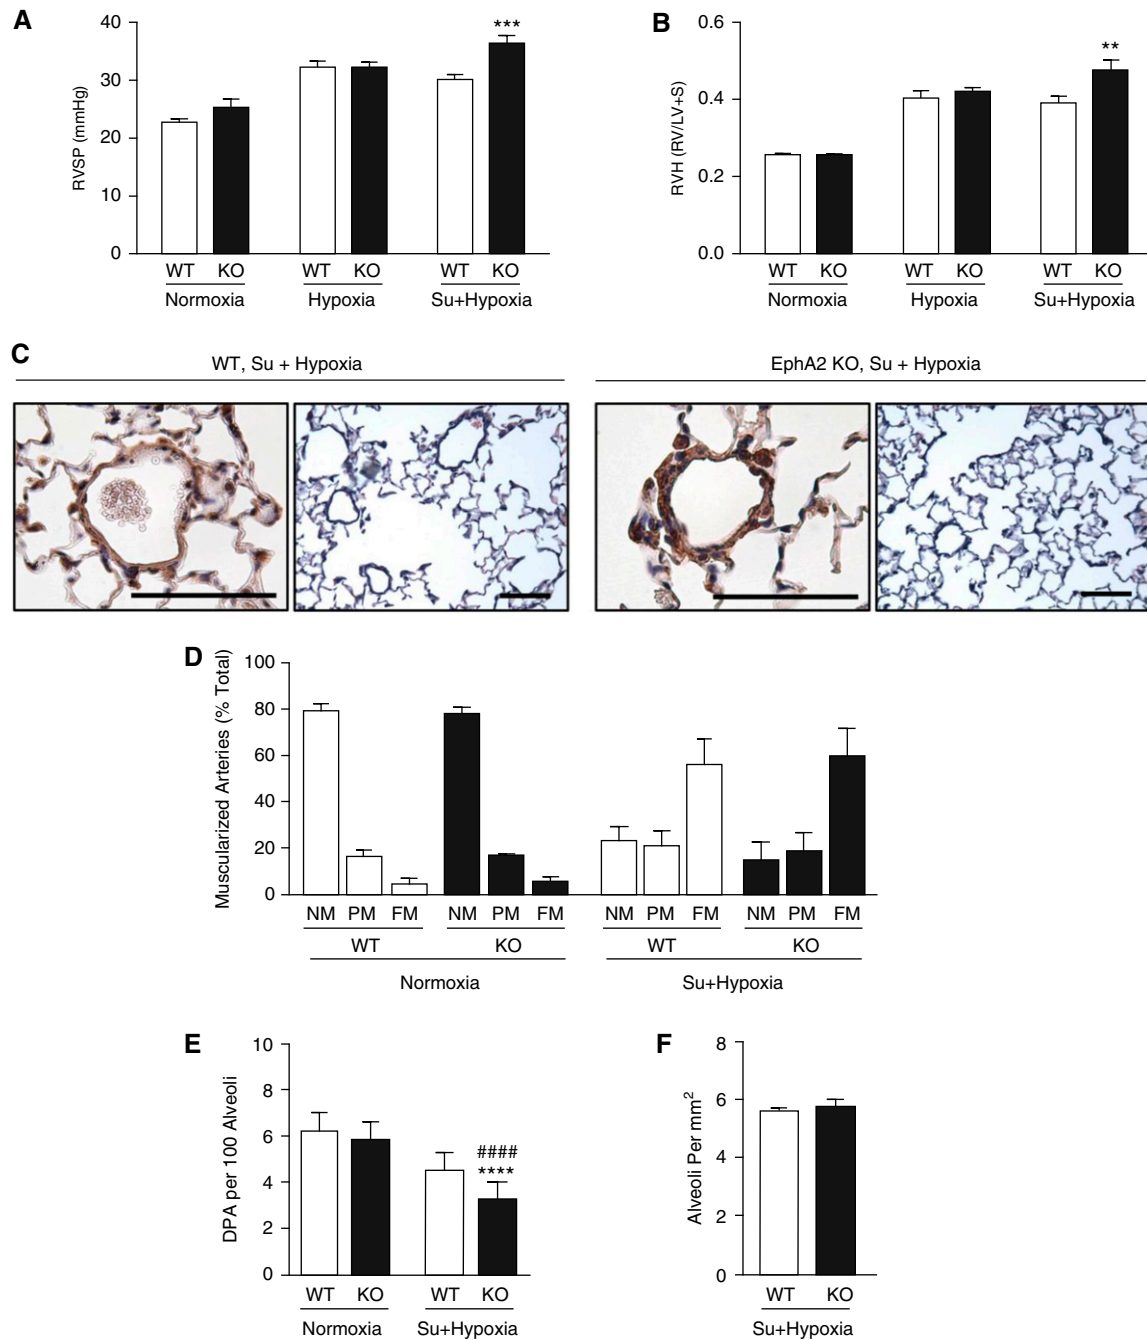 A
RVSP (mmHg)
40
30
20
10
0
***
WT KO WT KO WT KO
Normoxia Hypoxia Su+Hypoxia
B
RVH (RV/LV+S)
0.6
0.4
0.2
0.0
**
WT KO WT KO WT KO
Normoxia Hypoxia Su+Hypoxia
C
WT, Su + Hypoxia
EphA2 KO, Su + Hypoxia
D
Muscularized Arteries (% Total)
100
80
60
40
20
0
NM PM FM NM PM FM NM PM FM NM PM FM
WT KO WT KO
Normoxia Su+Hypoxia
E
DPA per 100 Alveoli
10
8
6
4
2
0
####
****
WT KO WT KO
Normoxia Su+Hypoxia
F
Alveoli Per mm²
8
6
4
2
0
WT KO
Su+Hypoxia